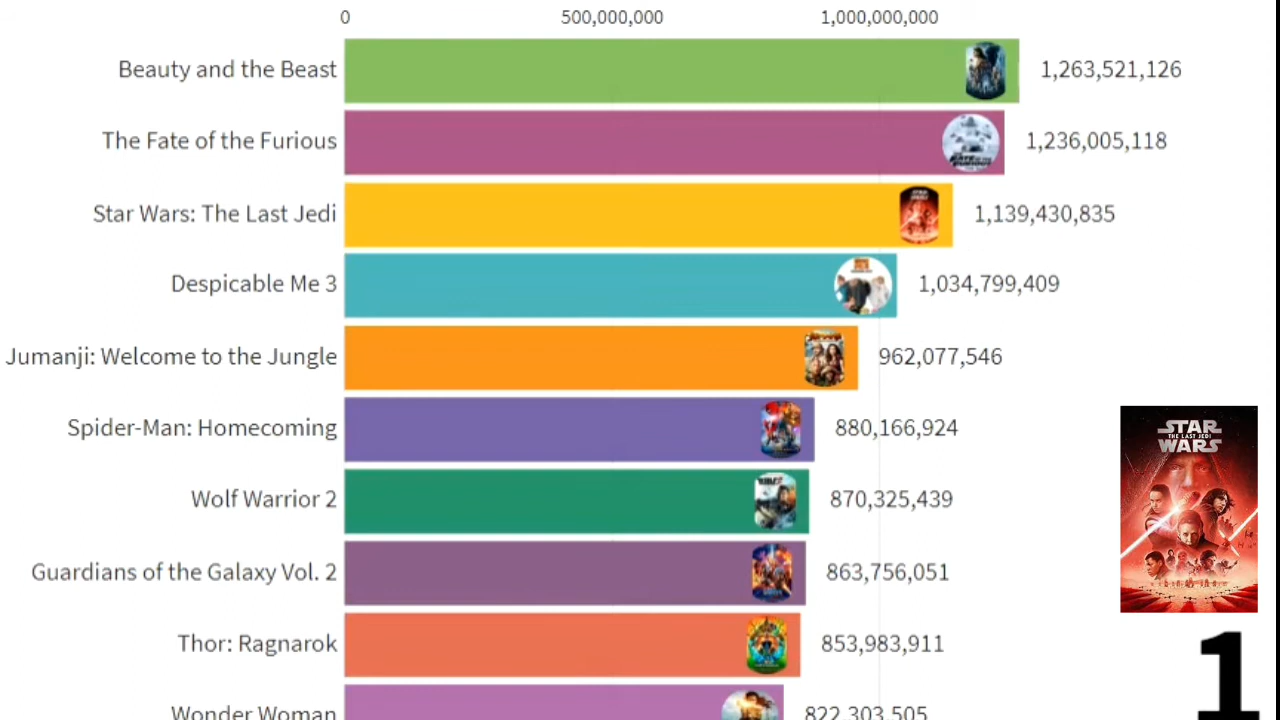 0 500,000,000 1,000,000,000
Beauty and the Beast 1,263,521,126
The Fate of the Furious 1,236,005,118
Star Wars: The Last Jedi 1,139,430,835
Despicable Me 3 1,034,799,409
Jumanji: Welcome to the Jungle 962,077,546
Spider-Man: Homecoming 880,166,924
Wolf Warrior 2 870,325,439
Guardians of the Galaxy Vol. 2 863,756,051
Thor: Ragnarok 853,983,911
Wonder Woman 822,303,505
STAR
THE LAST JEDI
WARS
1